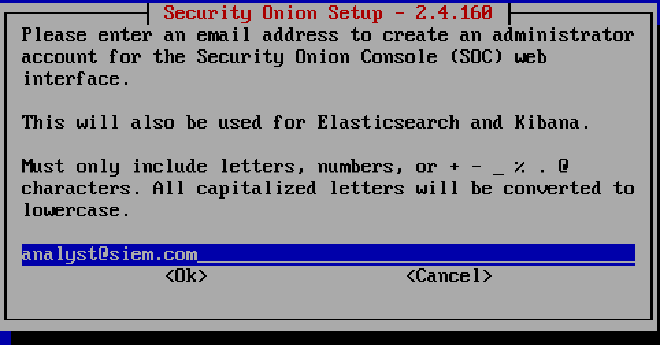 Security Onion Setup - 2.4.160
Please enter an email address to create an administrator
account for the Security Onion Console (SOC) web
interface.
This will also be used for Elasticsearch and Kibana.
Must only include letters, numbers, or + - _ % . @
characters. All capitalized letters will be converted to
lowercase.
analyst@siem.com
<Ok> <Cancel>